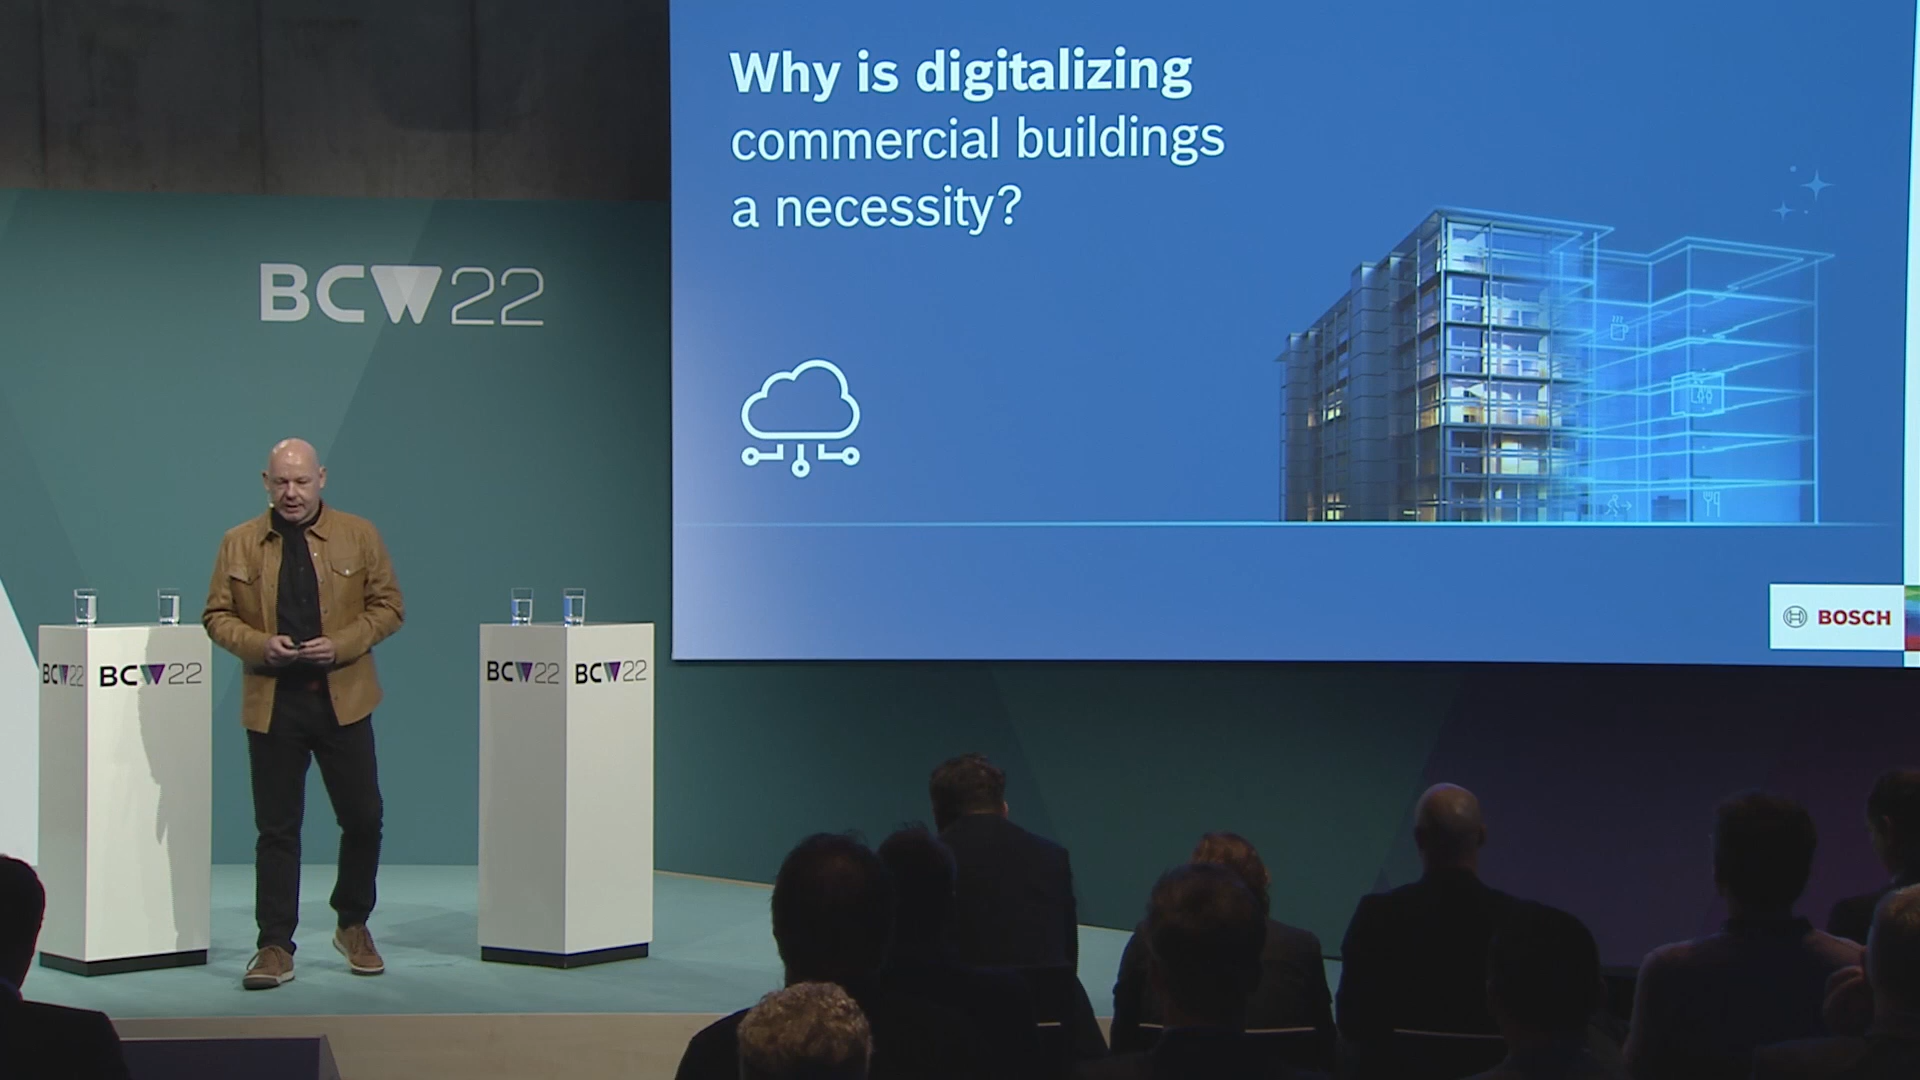 Why is digitalizing
commercial buildings
a necessity?
BCW22
BCW22
BCW22
BCW22
BCW22
BOSCH